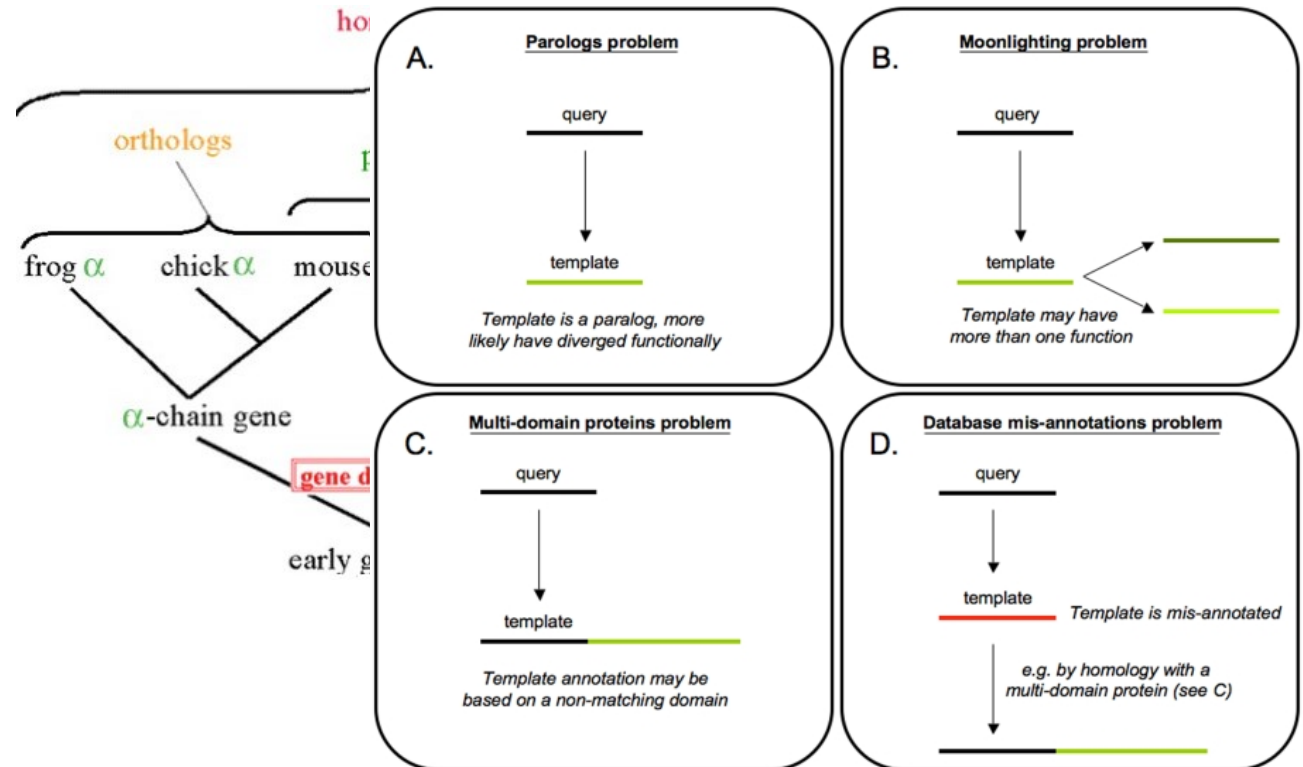 ho
orthologs
p
frog α
chick α
mouse
α-chain gene
gene d
early g
A.
Parologs problem
query
template
Template is a paralog, more
likely have diverged functionally
B.
Moonlighting problem
query
template
Template may have
more than one function
C.
Multi-domain proteins problem
query
template
Template annotation may be
based on a non-matching domain
D.
Database mis-annotations problem
query
template
Template is mis-annotated
e.g. by homology with a
multi-domain protein (see C)